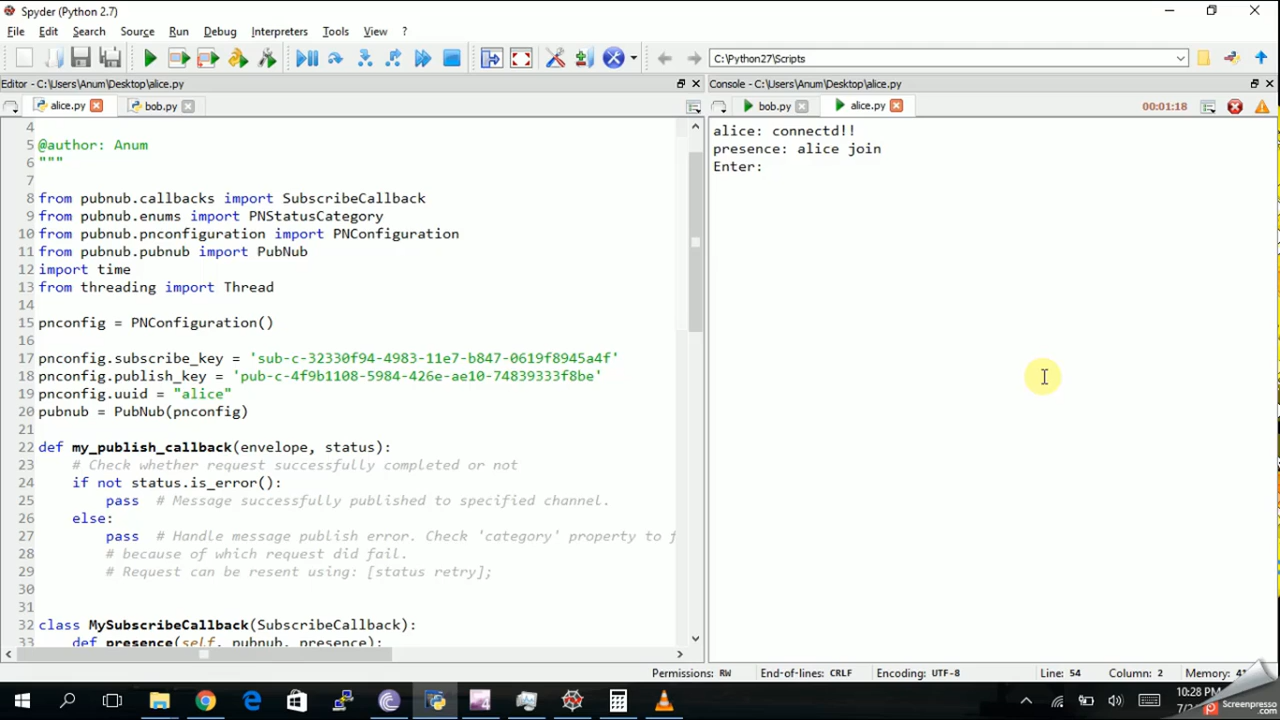 Spyder (Python 2.7)
File Edit Search Source Run Debug Interpreters Tools View ?
C:\Python27\Scripts
Editor - C:\Users\Anum\Desktop\alice.py
alice.py bob.py
4
5 @author: Anum
6 """
7
8 from pubnub.callbacks import SubscribeCallback
9 from pubnub.enums import PNStatusCategory
10 from pubnub.pnconfiguration import PNConfiguration
11 from pubnub.pubnub import PubNub
12 import time
13 from threading import Thread
14
15 pnconfig = PNConfiguration()
16
17 pnconfig.subscribe_key = 'sub-c-32330f94-4983-11e7-b847-0619f8945a4f'
18 pnconfig.publish_key = 'pub-c-4f9b1108-5984-426e-ae10-74839333f8be'
19 pnconfig.uuid = "alice"
20 pubnub = PubNub(pnconfig)
21
22 def my_publish_callback(envelope, status):
23 # Check whether request successfully completed or not
24 if not status.is_error():
25 pass # Message successfully published to specified channel.
26 else:
27 pass # Handle message publish error. Check 'category' property to f
28 # because of which request did fail.
29 # Request can be resent using: [status retry];
30
31
32 class MySubscribeCallback(SubscribeCallback):
33 def presence(self, pubnub, presence):
Console - C:\Users\Anum\Desktop\alice.py
bob.py alice.py 00:01:18
alice: connectd!!
presence: alice join
Enter:
Permissions: RW End-of-lines: CRLF Encoding: UTF-8 Line: 54 Column: 2 Memory:
10:28 PM
Screenpresso
.com